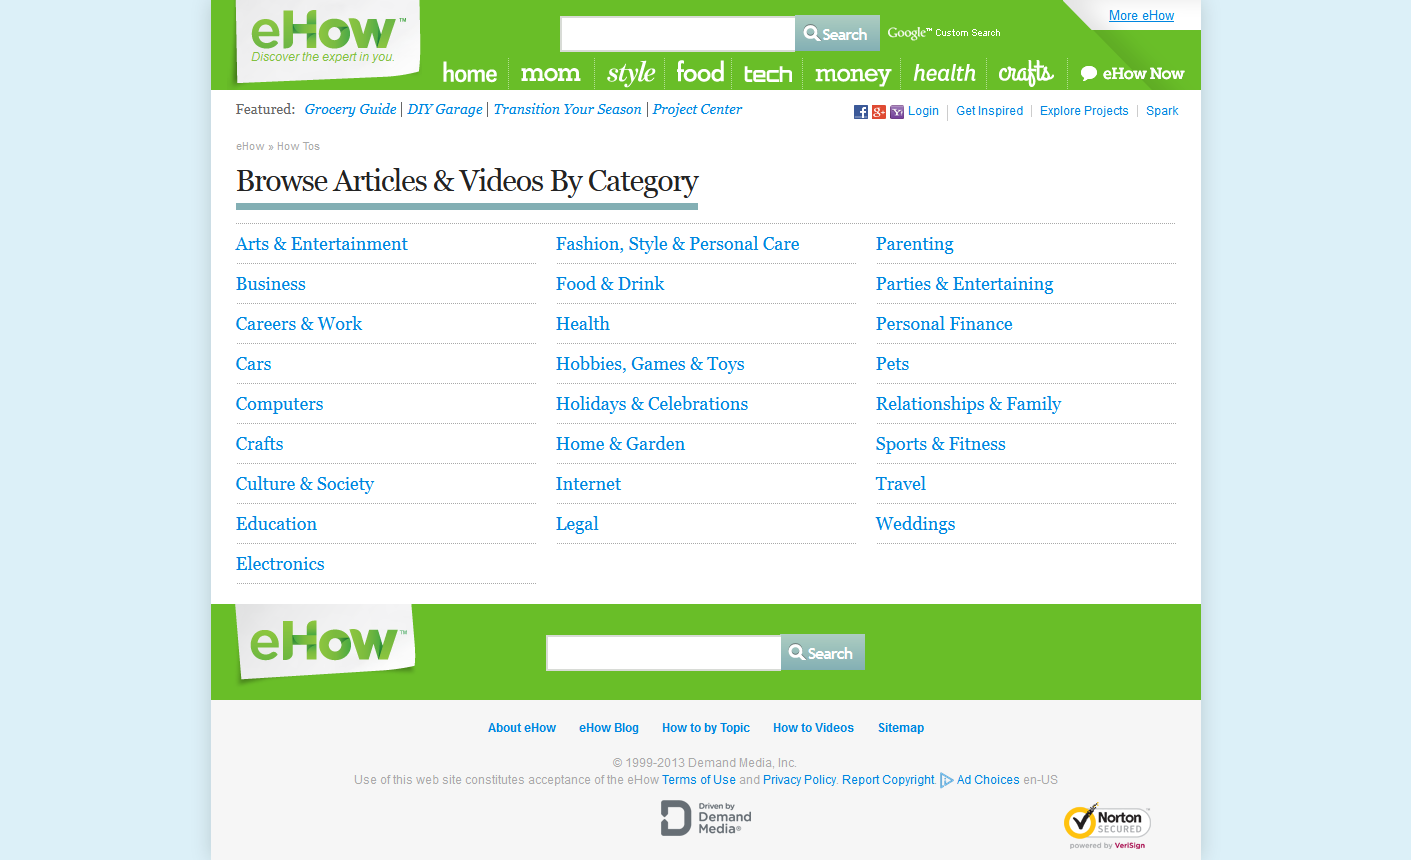 More eHow
eHow™
Discover the expert in you.
Search
Google™ Custom Search
home mom style food tech money health crafts eHow Now
Featured: Grocery Guide | DIY Garage | Transition Your Season | Project Center
Login | Get Inspired | Explore Projects | Spark
eHow » How Tos
Browse Articles & Videos By Category
Arts & Entertainment
Business
Careers & Work
Cars
Computers
Crafts
Culture & Society
Education
Electronics
Fashion, Style & Personal Care
Food & Drink
Health
Hobbies, Games & Toys
Holidays & Celebrations
Home & Garden
Internet
Legal
Parenting
Parties & Entertaining
Personal Finance
Pets
Relationships & Family
Sports & Fitness
Travel
Weddings
eHow™
Search
About eHow eHow Blog How to by Topic How to Videos Sitemap
© 1999-2013 Demand Media, Inc.
Use of this web site constitutes acceptance of the eHow Terms of Use and Privacy Policy. Report Copyright. Ad Choices en-US
Driven by
Demand
Media®
Norton
SECURED
powered by VeriSign